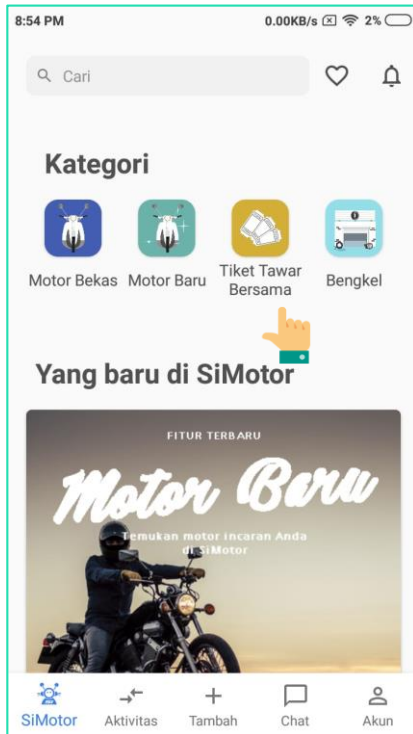 8:54 PM 0.00KB/s 2%
Cari
Kategori
Motor Bekas Motor Baru Tiket Tawar Bersama Bengkel
Yang baru di SiMotor
FITUR TERBARU
Motor Baru
Temukan motor incaran Anda
di SiMotor
SiMotor Aktivitas Tambah Chat Akun